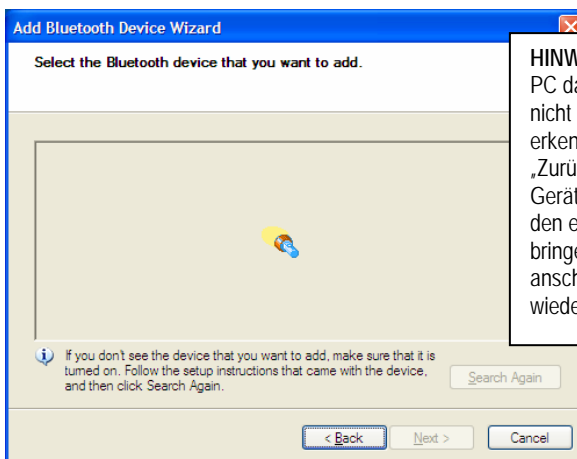 Add Bluetooth Device Wizard
Select the Bluetooth device that you want to add.
If you don't see the device that you want to add, make sure that it is
turned on. Follow the setup instructions that came with the device,
and then click Search Again.
Search Again
< Back
Next >
Cancel
PC
nicht